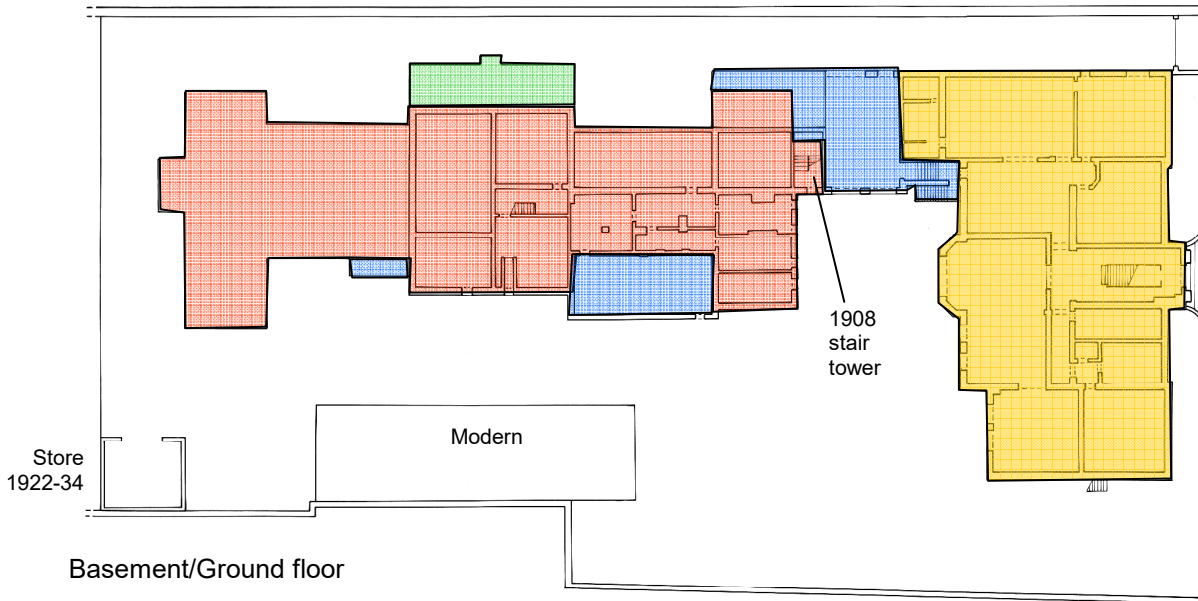 1908
stair
tower
Modern
Store
1922-34
Basement/Ground floor